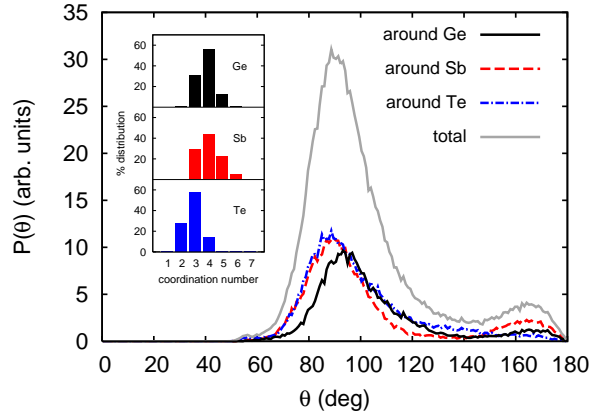 35
30
25
20
15
10
5
0
P(θ) (arb. units)
0 20 40 60 80 100 120 140 160 180
θ (deg)
around Ge
around Sb
around Te
total
% distribution
60
40
20
Ge
60
40
20
Sb
60
40
20
Te
1 2 3 4 5 6 7
coordination number